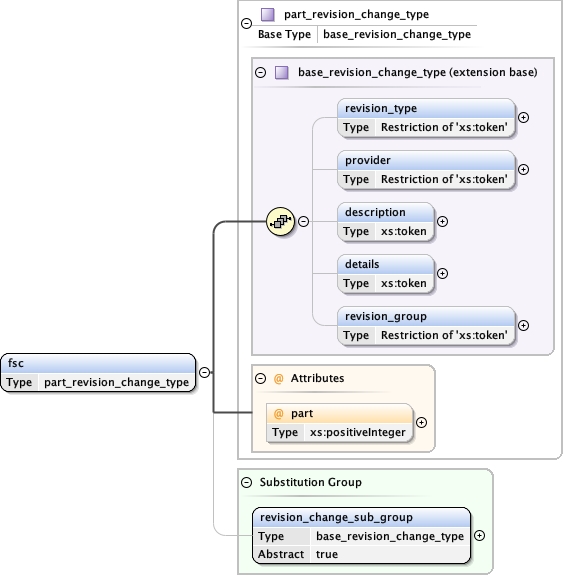 part_revision_change_type
Base Type base_revision_change_type
base_revision_change_type (extension base)
revision_type
Type Restriction of 'xs:token'
provider
Type Restriction of 'xs:token'
description
Type xs:token
details
Type xs:token
revision_group
Type Restriction of 'xs:token'
fsc
Type part_revision_change_type
@ Attributes
@ part
Type xs:positiveInteger
Substitution Group
revision_change_sub_group
Type base_revision_change_type
Abstract true